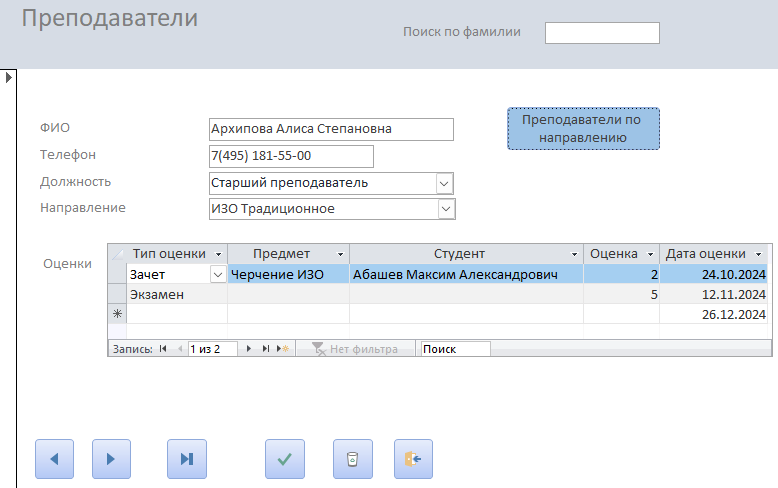 Преподаватели
Поиск по фамилии
ФИО Архипова Алиса Степановна
Преподаватели по
направлению
Телефон 7(495) 181-55-00
Должность Старший преподаватель
Направление ИЗО Традиционное
Оценки
Тип оценки Предмет Студент Оценка Дата оценки
Зачет Черчение ИЗО Абашев Максим Александрович 2 24.10.2024
Экзамен 5 12.11.2024
26.12.2024
Запись: 1 из 2 Нет фильтра Поиск